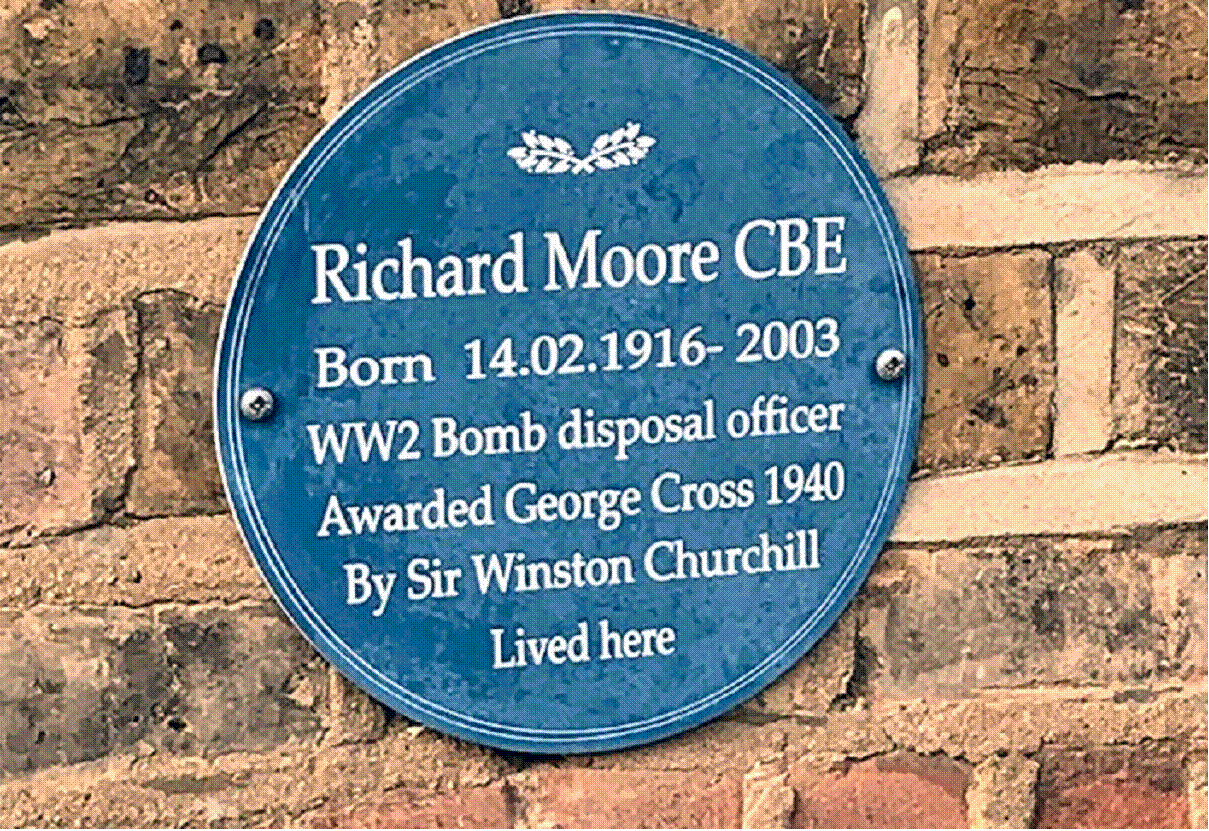 Richard Moore CBE
Born 14.02.1916- 2003
WW2 Bomb disposal officer
Awarded George Cross 1940
By Sir Winston Churchill
Lived here